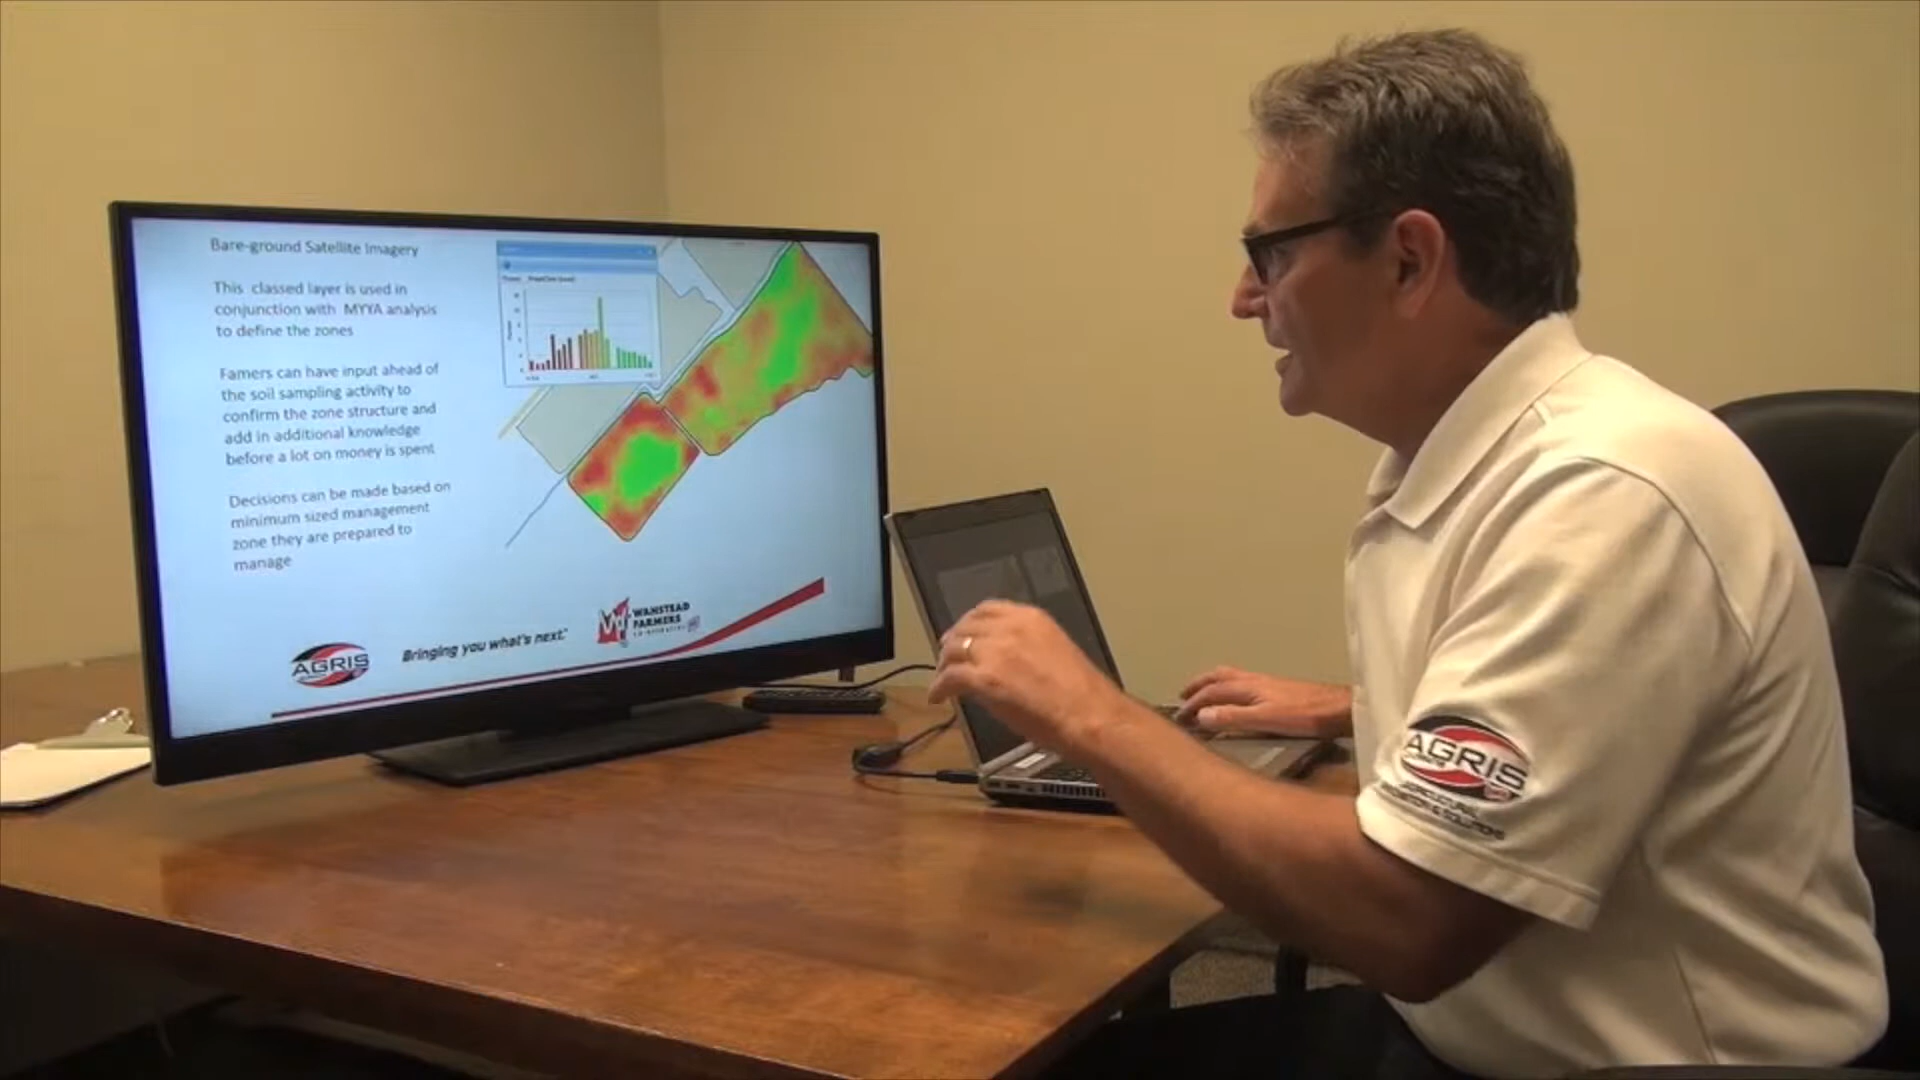 Bare-ground Satellite Imagery
This classed layer is used in
conjunction with MYYA analysis
to define the zones
Famers can have input ahead of
the soil sampling activity to
confirm the zone structure and
add in additional knowledge
before a lot on money is spent
Decisions can be made based on
minimum sized management
zone they are prepared to
manage
AGRIS
Bringing you what's next.
WANSTEAD
FARMERS
CO-OPERATIVE
AGRIS
AGRICULTURAL